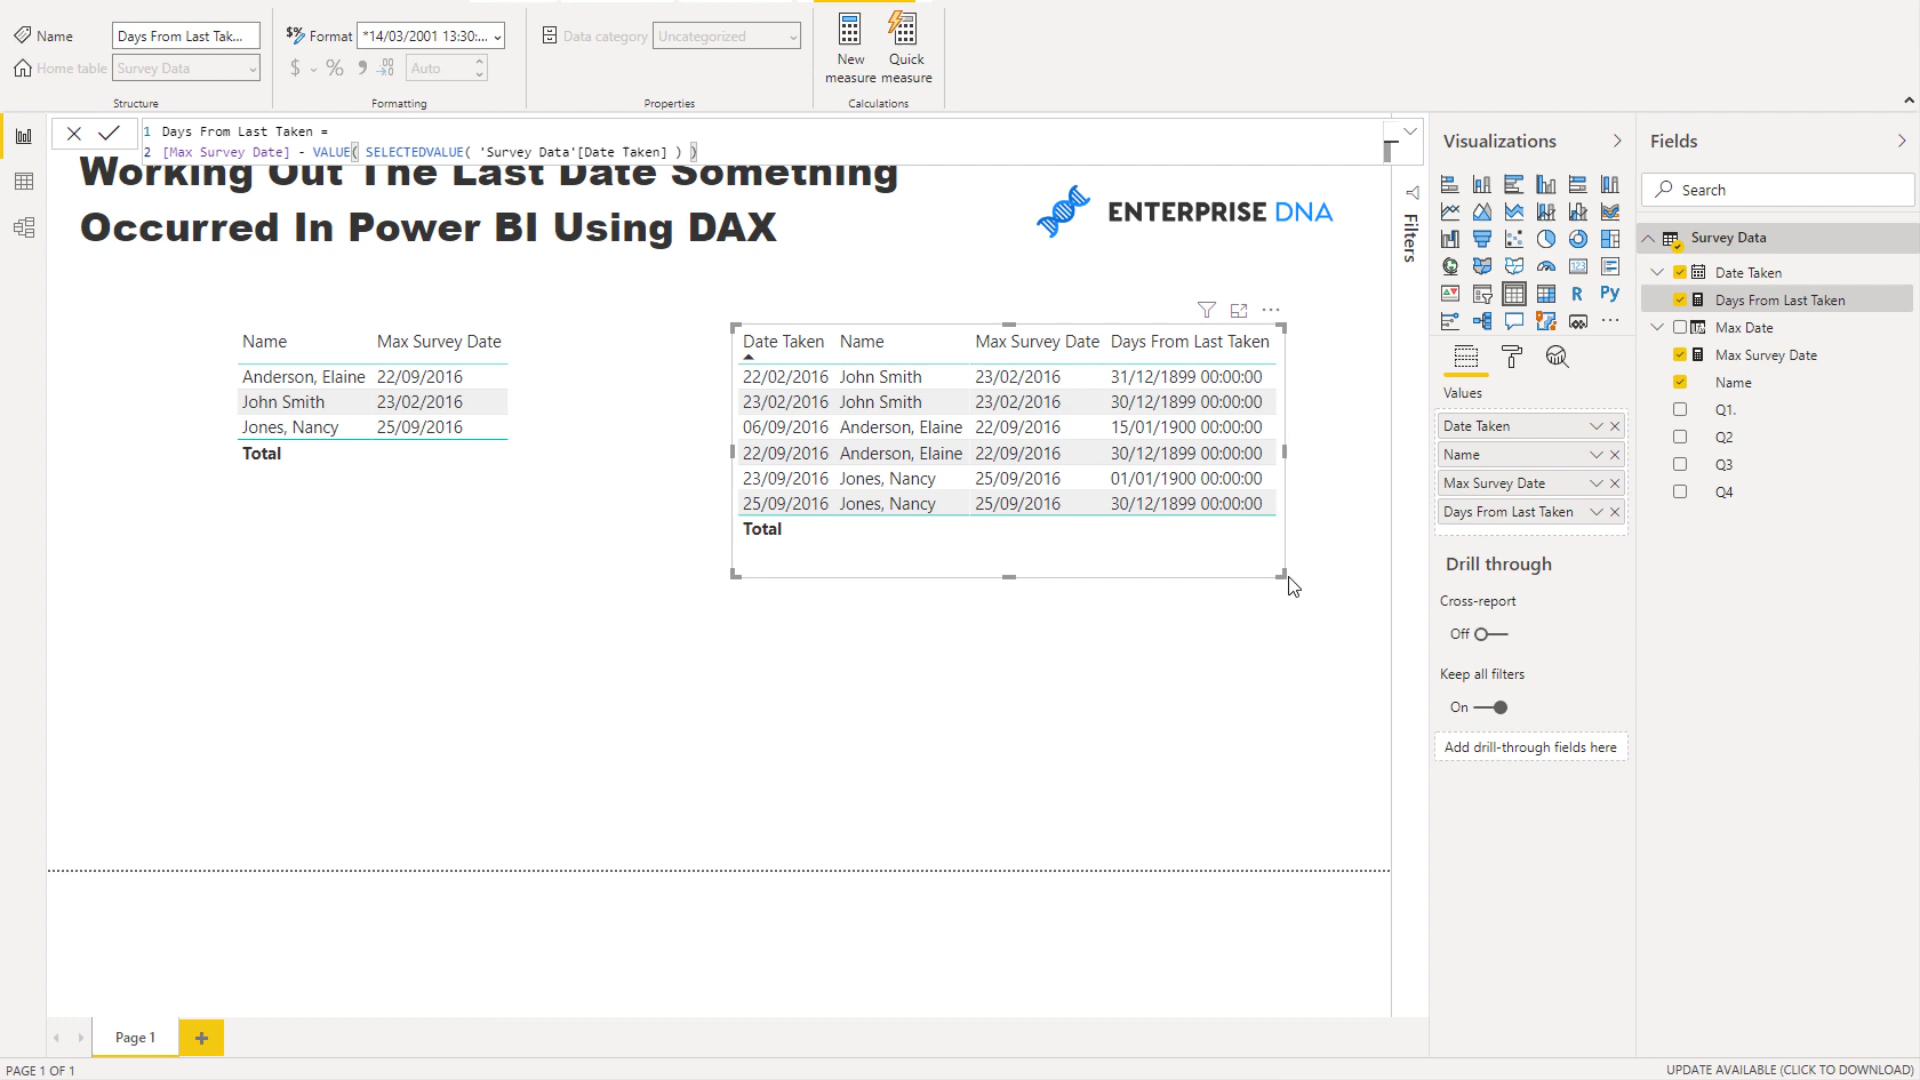 Name
Days From Last Tak...
Format
*14/03/2001 13:30:...
Data category
Uncategorized
New
measure
Quick
measure
Home table
Survey Data
$ % 9 .00 →.0
Auto
Structure
Formatting
Properties
Calculations
1 Days From Last Taken =
2 [Max Survey Date] - VALUE( SELECTEDVALUE( 'Survey Data'[Date Taken] ) )
Working Out The Last Date Something
Occurred In Power BI Using DAX
ENTERPRISE DNA
Name Max Survey Date
Anderson, Elaine 22/09/2016
John Smith 23/02/2016
Jones, Nancy 25/09/2016
Total
Date Taken Name Max Survey Date Days From Last Taken
22/02/2016 John Smith 23/02/2016 31/12/1899 00:00:00
23/02/2016 John Smith 23/02/2016 30/12/1899 00:00:00
06/09/2016 Anderson, Elaine 22/09/2016 15/01/1900 00:00:00
22/09/2016 Anderson, Elaine 22/09/2016 30/12/1899 00:00:00
23/09/2016 Jones, Nancy 25/09/2016 01/01/1900 00:00:00
25/09/2016 Jones, Nancy 25/09/2016 30/12/1899 00:00:00
Total
Filters
Visualizations
R Py
123
Values
Date Taken
Name
Max Survey Date
Days From Last Taken
Drill through
Cross-report
Off
Keep all filters
On
Add drill-through fields here
Fields
Search
Survey Data
Date Taken
Days From Last Taken
Max Date
Max Survey Date
Name
Q1.
Q2
Q3
Q4
Page 1
PAGE 1 OF 1
UPDATE AVAILABLE (CLICK TO DOWNLOAD)